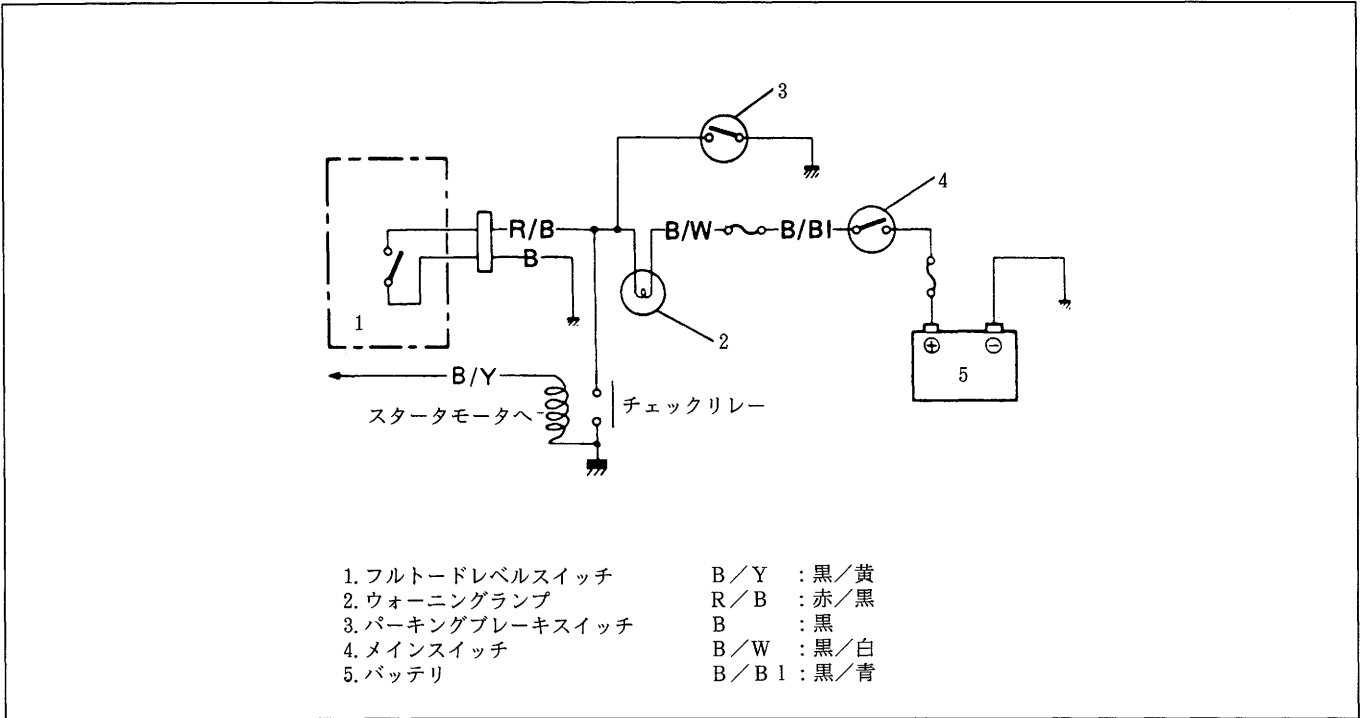 3
4
R/B
B/W
B/Bl
B
1
2
⊕
⊖
5
B/Y
スタータモータへ
チェックリレー
1.フルトードレベルスイッチ B/Y :黒/黄
2.ウォーニングランプ R/B :赤/黒
3.パーキングブレーキスイッチ B :黒
4.メインスイッチ B/W :黒/白
5.バッテリ B/Bl :黒/青